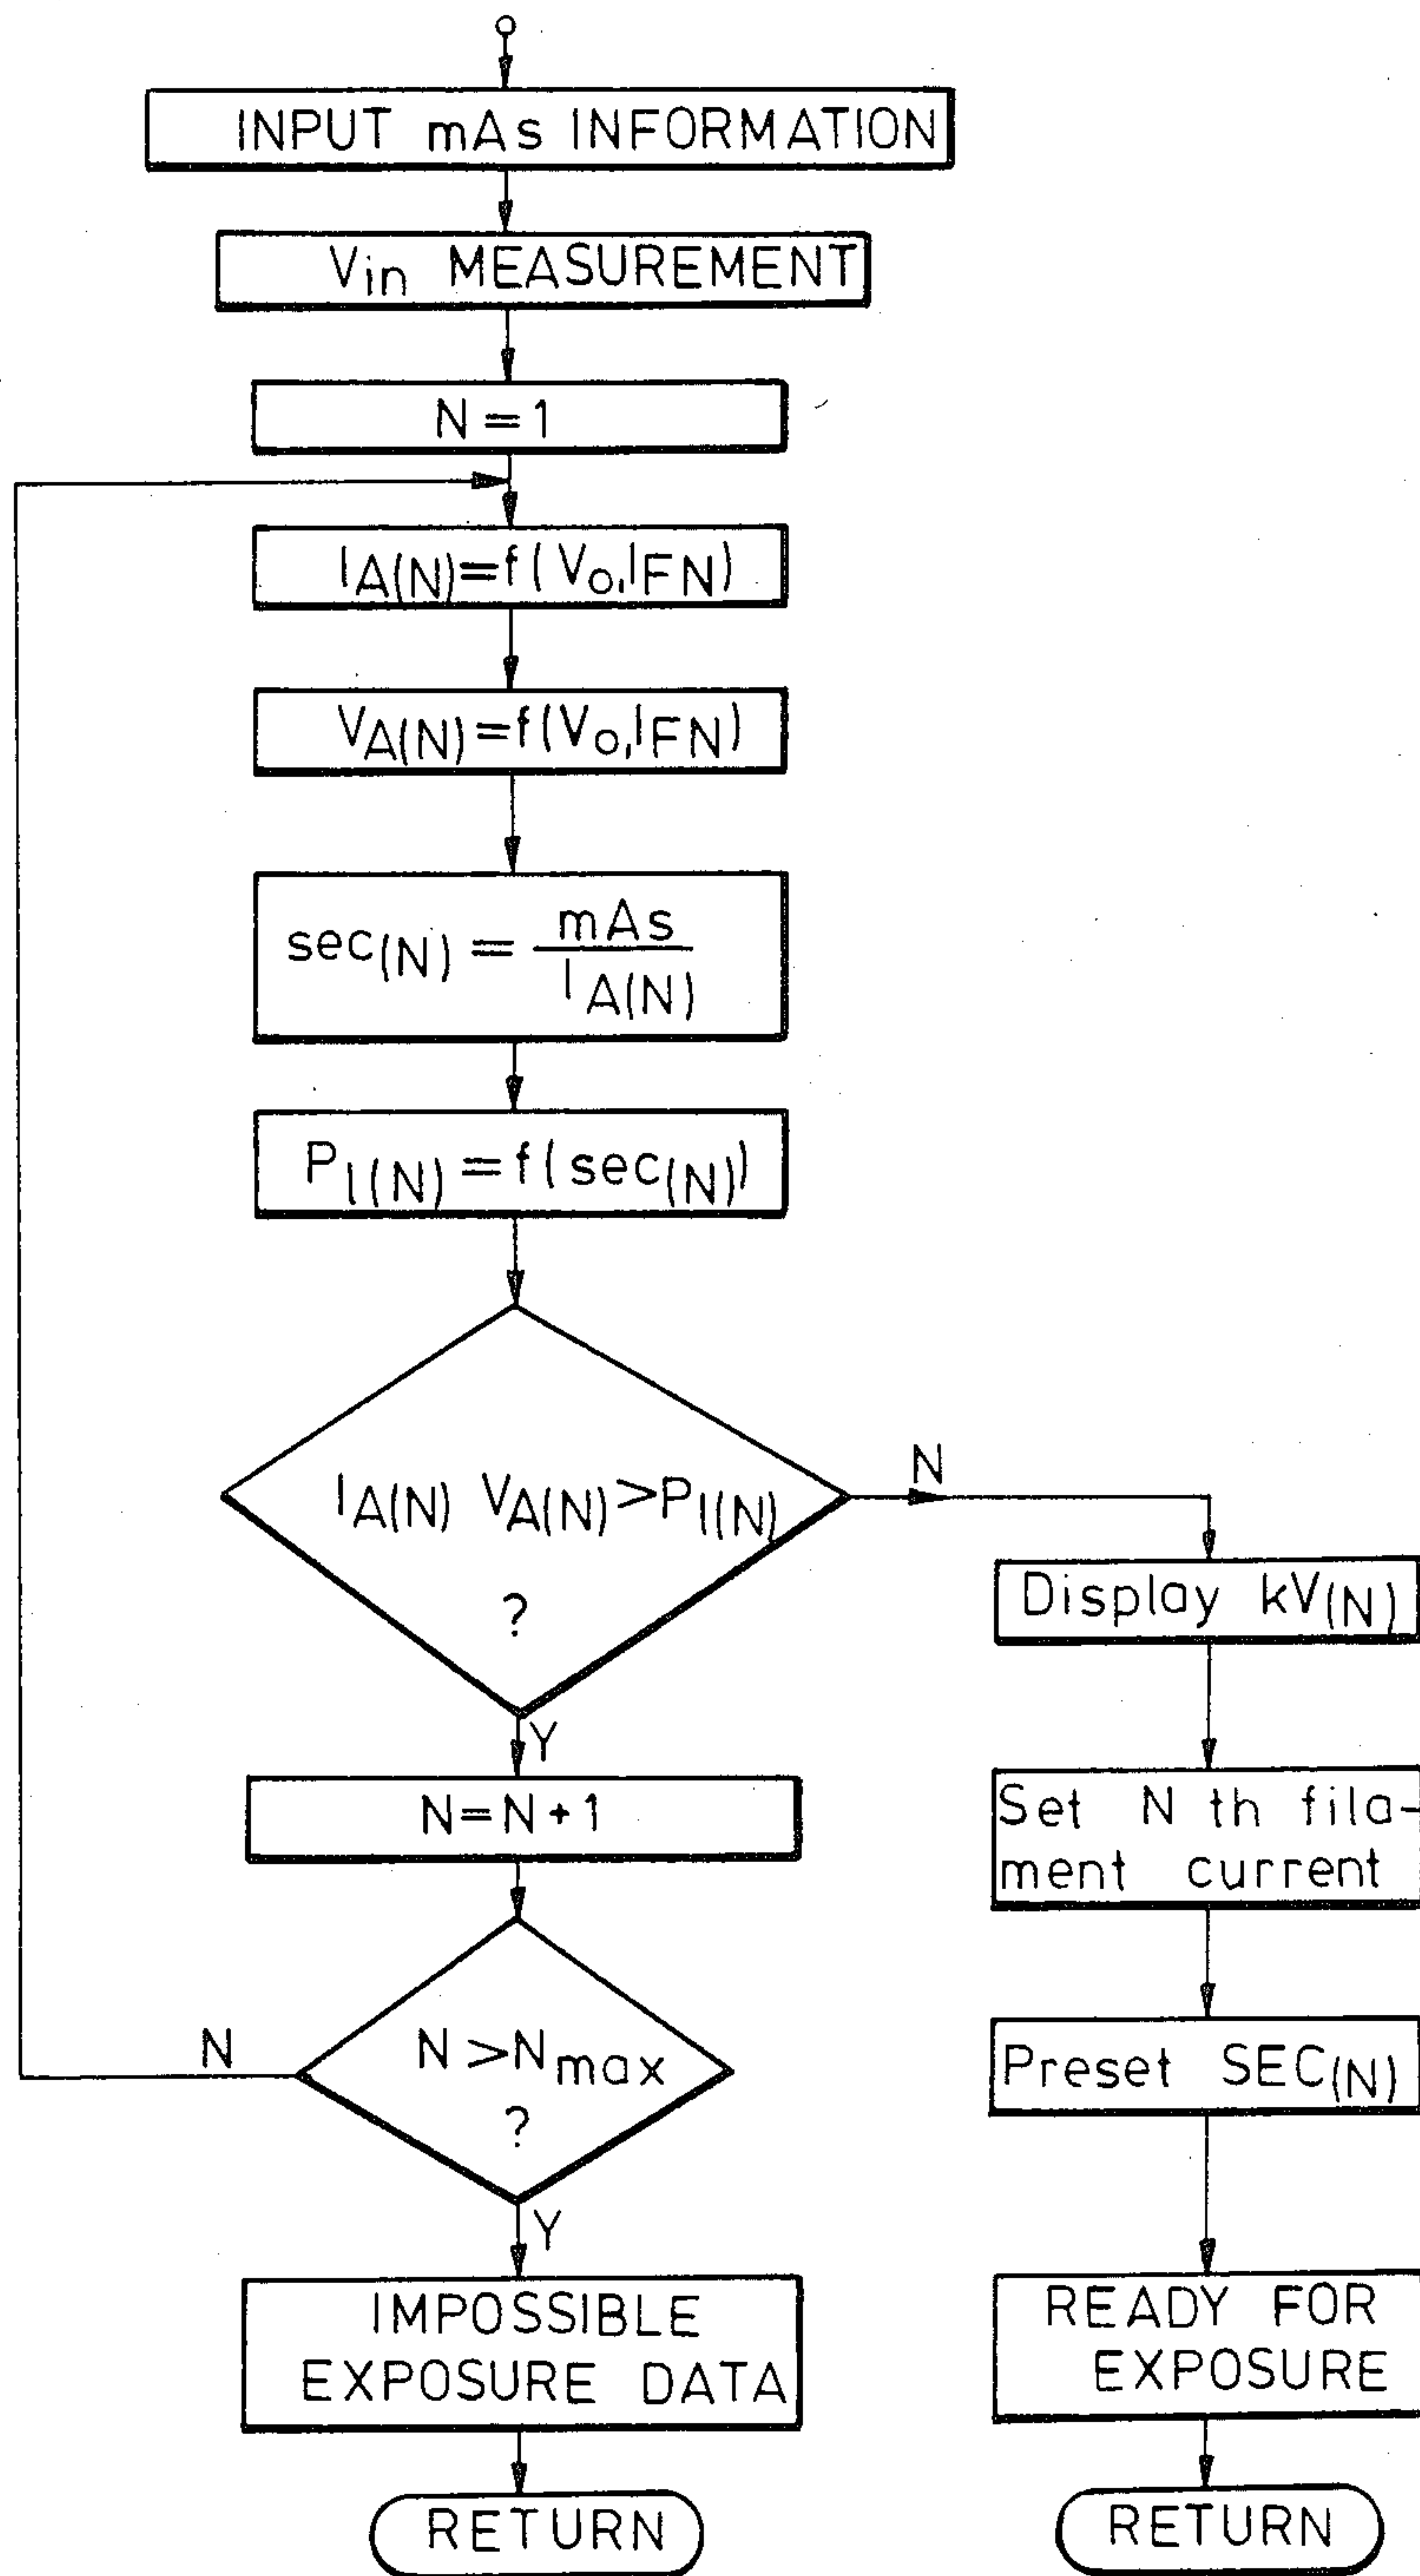 INPUT mAs INFORMATION
Vin MEASUREMENT
N = 1
IA(N)=f(Vo,IFN)
VA(N)=f(Vo,IFN)
sec(N) = mAs
IA(N)
Pl(N)=f(sec(N))
IA(N) VA(N)>Pl(N)
?
N
Y
N=N+1
N>Nmax
?
N
Y
IMPOSSIBLE
EXPOSURE DATA
RETURN
Display kV(N)
Set N th fila-
ment current
Preset SEC(N)
READY FOR
EXPOSURE
RETURN